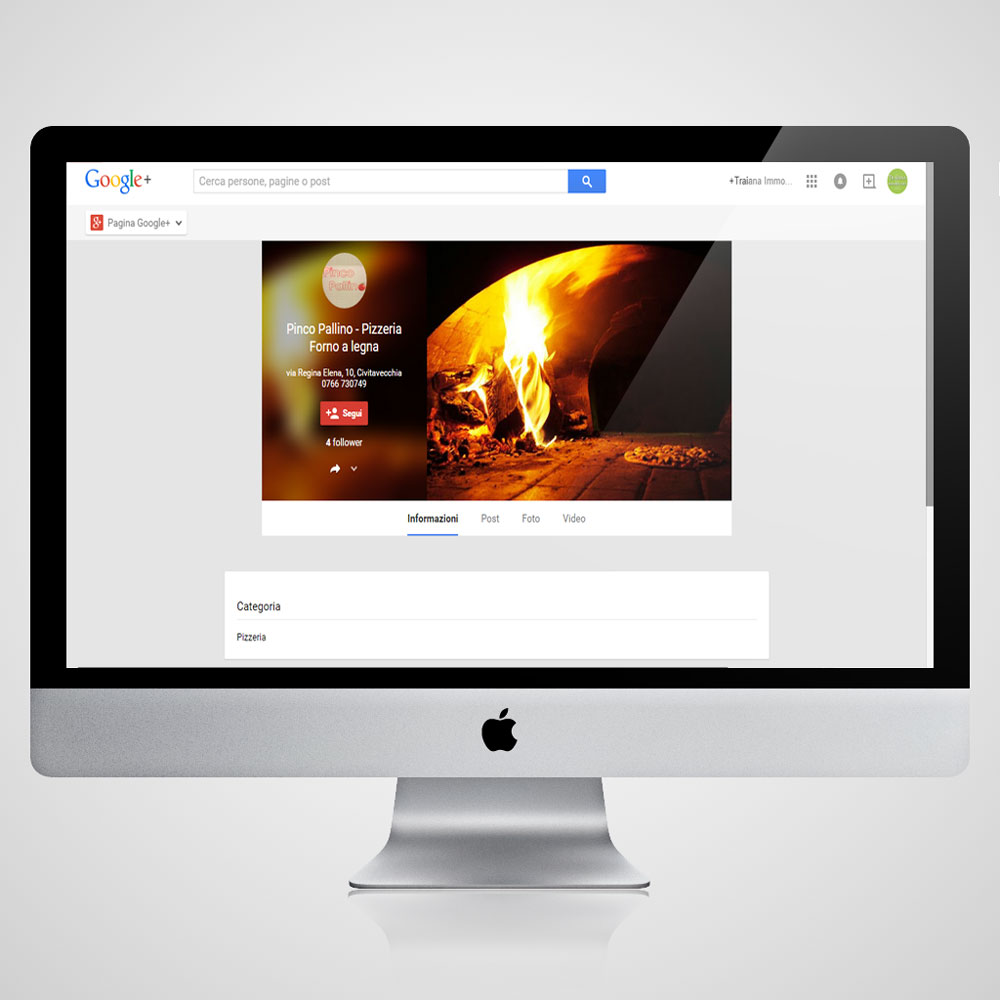 Google+
Cerca persone, pagine o post
+Traiana Immo...
Pagina Google+
Pinco
Pallino
Pinco Pallino - Pizzeria
Forno a legna
via Regina Elena, 10, Civitavecchia
0766 730749
Segui
4 follower
Informazioni Post Foto Video
Categoria
Pizzeria